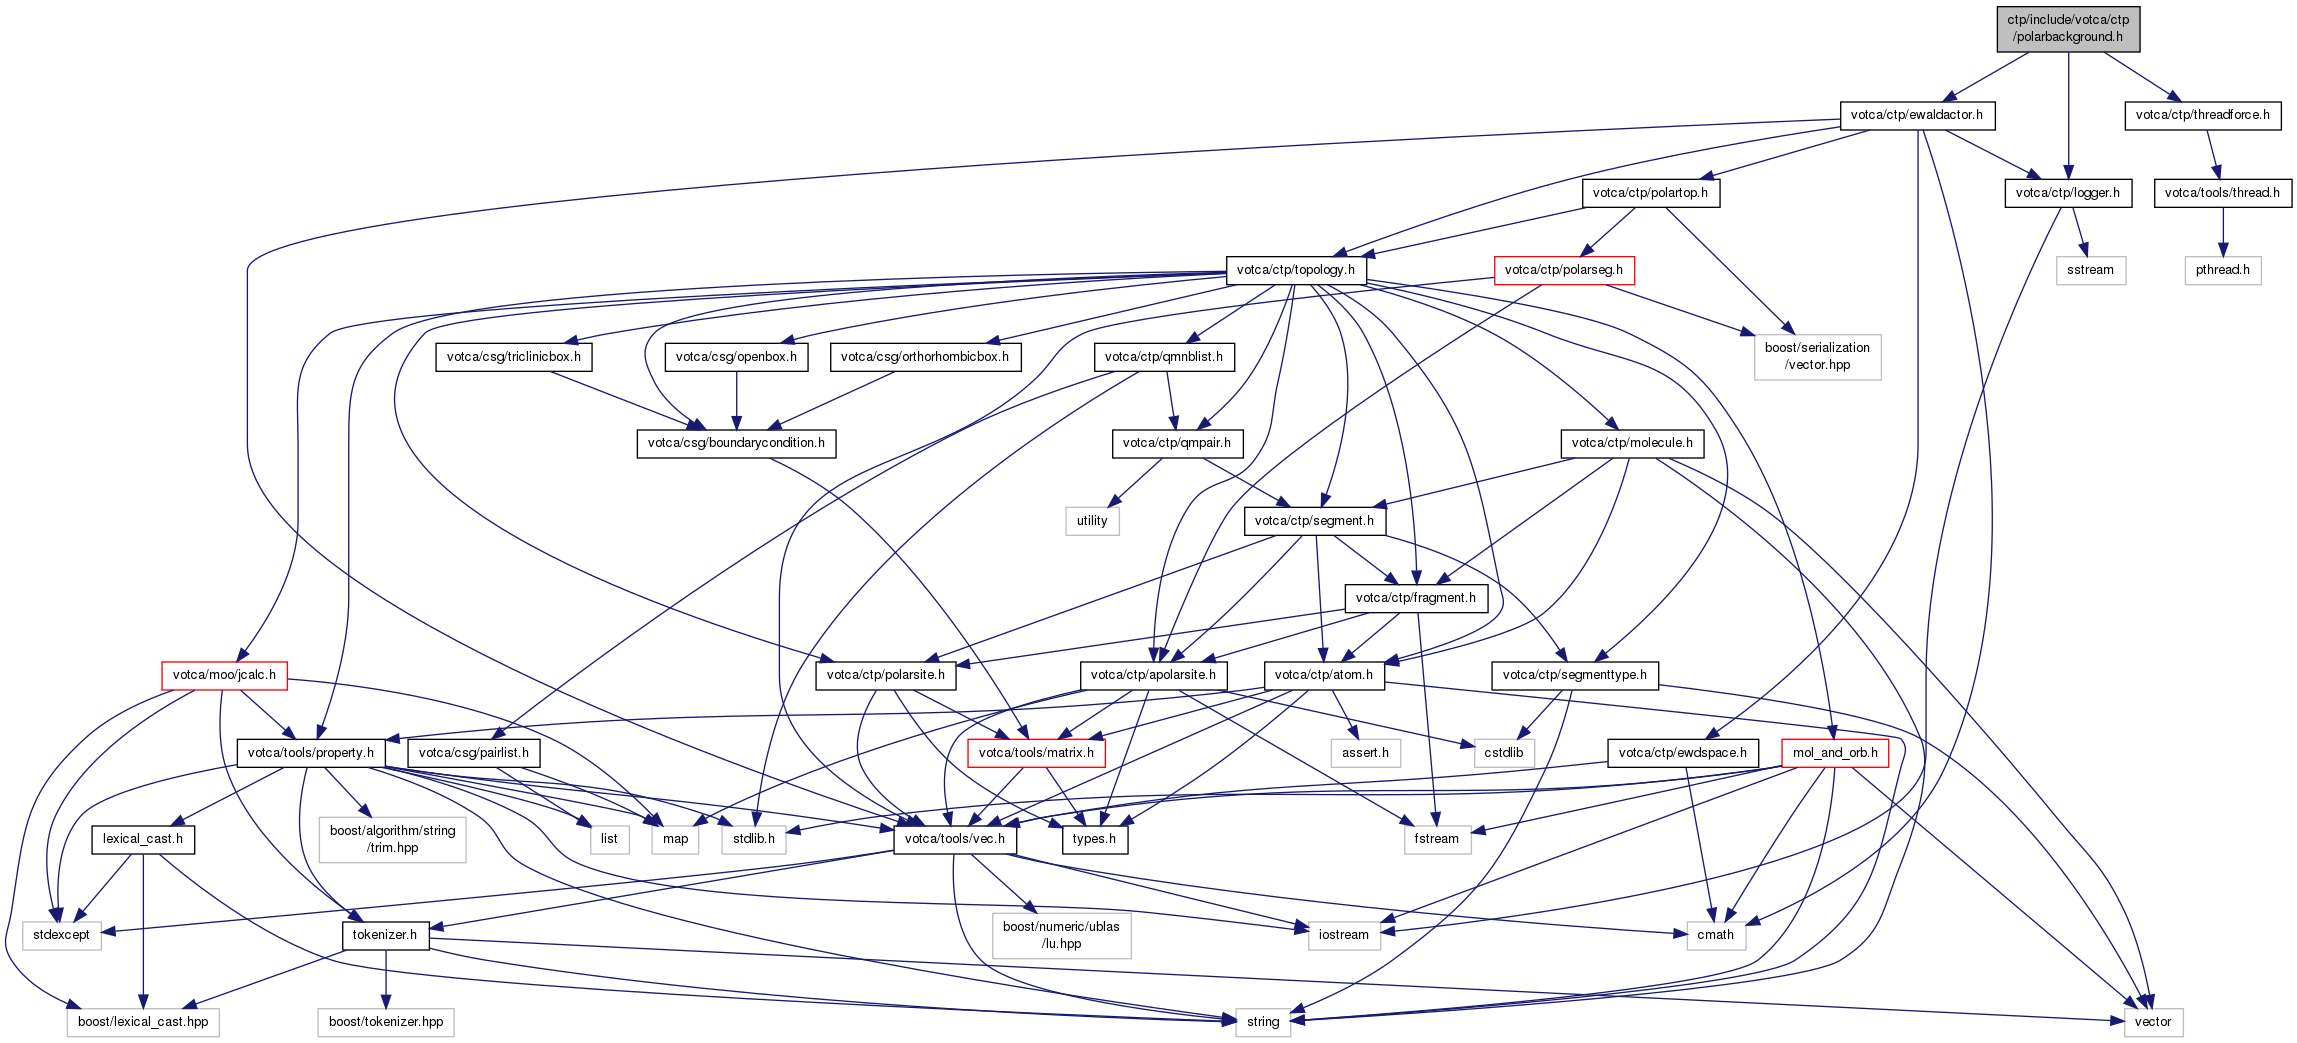 ctp/include/votca/ctp
/polarbackground.h
votca/ctp/ewaldactor.h
votca/ctp/threadforce.h
votca/ctp/polartop.h
votca/ctp/logger.h
votca/tools/thread.h
votca/ctp/topology.h
votca/ctp/polarseg.h
sstream
pthread.h
votca/csg/triclinicbox.h
votca/csg/openbox.h
votca/csg/orthorhombicbox.h
votca/ctp/qmnblist.h
boost/serialization
/vector.hpp
votca/csg/boundarycondition.h
votca/ctp/qmpair.h
votca/ctp/molecule.h
utility
votca/ctp/segment.h
votca/ctp/fragment.h
votca/moo/jcalc.h
votca/ctp/polarsite.h
votca/ctp/apolarsite.h
votca/ctp/atom.h
votca/ctp/segmenttype.h
votca/tools/property.h
votca/csg/pairlist.h
votca/tools/matrix.h
assert.h
cstdlib
votca/ctp/ewdspace.h
mol_and_orb.h
lexical_cast.h
boost/algorithm/string
/trim.hpp
list
map
stdlib.h
votca/tools/vec.h
types.h
fstream
stdexcept
tokenizer.h
boost/numeric/ublas
/lu.hpp
iostream
cmath
boost/lexical_cast.hpp
boost/tokenizer.hpp
string
vector